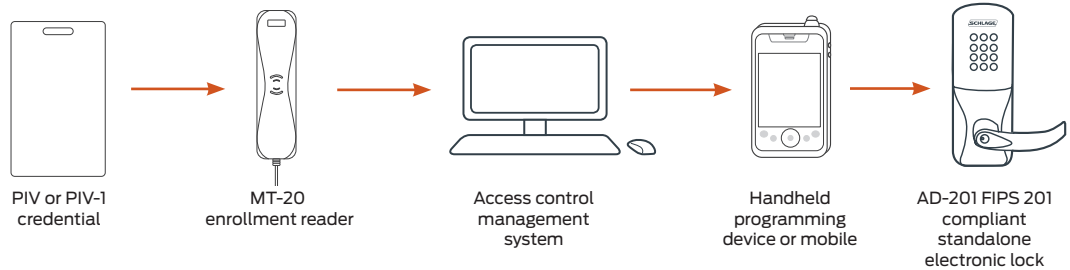 SCHLAGE
PIV or PIV-1
credential
MT-20
enrollment reader
Access control
management
system
Handheld
programming
device or mobile
AD-201 FIPS 201
compliant
standalone
electronic lock